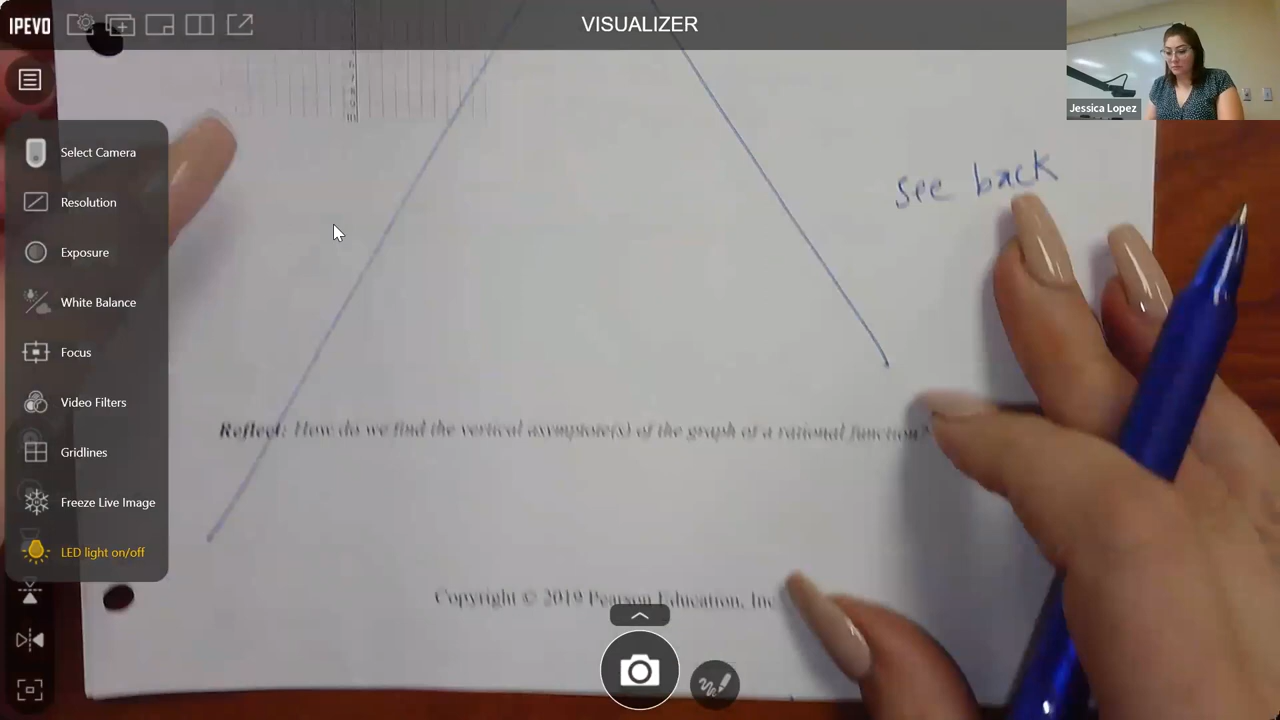 IPEVO
VISUALIZER
Jessica Lopez
Select Camera
Resolution
Exposure
White Balance
Focus
Video Filters
Gridlines
Freeze Live Image
LED light on/off
see back
Reflect: How do we find the vertical asymptote(s) of the graph of a rational function?
Copyright © 2019 Pearson Education, Inc